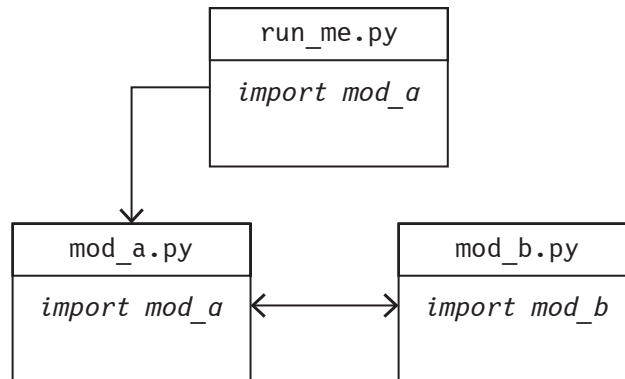 run_me.py
import mod_a
mod_a.py
import mod_a
mod_b.py
import mod_b